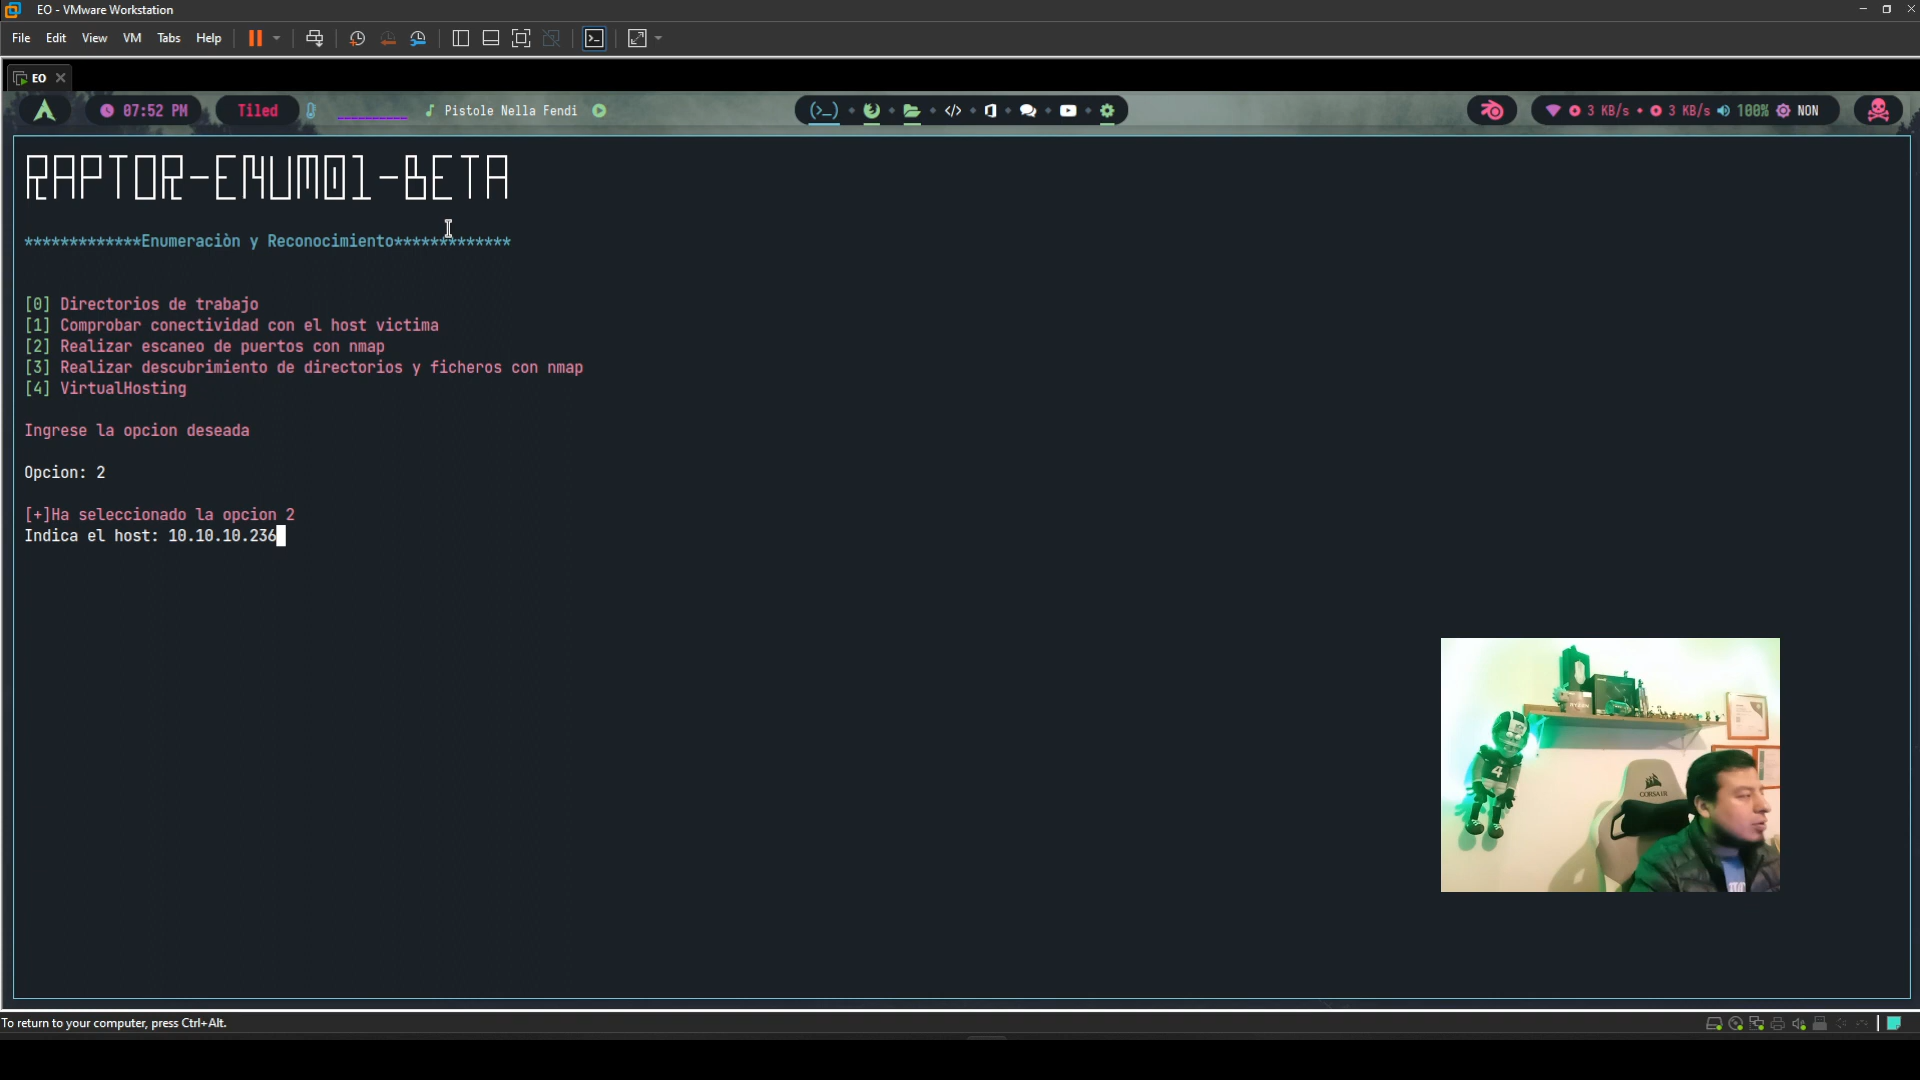 EO - VMware Workstation
File Edit View VM Tabs Help
EO
07:52 PM Tiled Pistole Nella Fendi 3 KB/s 3 KB/s 100% NON
RAPTOR-ENUM@1-BETA
*************Enumeraciòn y Reconocimiento*************
[0] Directorios de trabajo
[1] Comprobar conectividad con el host victima
[2] Realizar escaneo de puertos con nmap
[3] Realizar descubrimiento de directorios y ficheros con nmap
[4] VirtualHosting
Ingrese la opcion deseada
Opcion: 2
[+]Ha seleccionado la opcion 2
Indica el host: 10.10.10.236
4
CORSAIR
To return to your computer, press Ctrl+Alt.